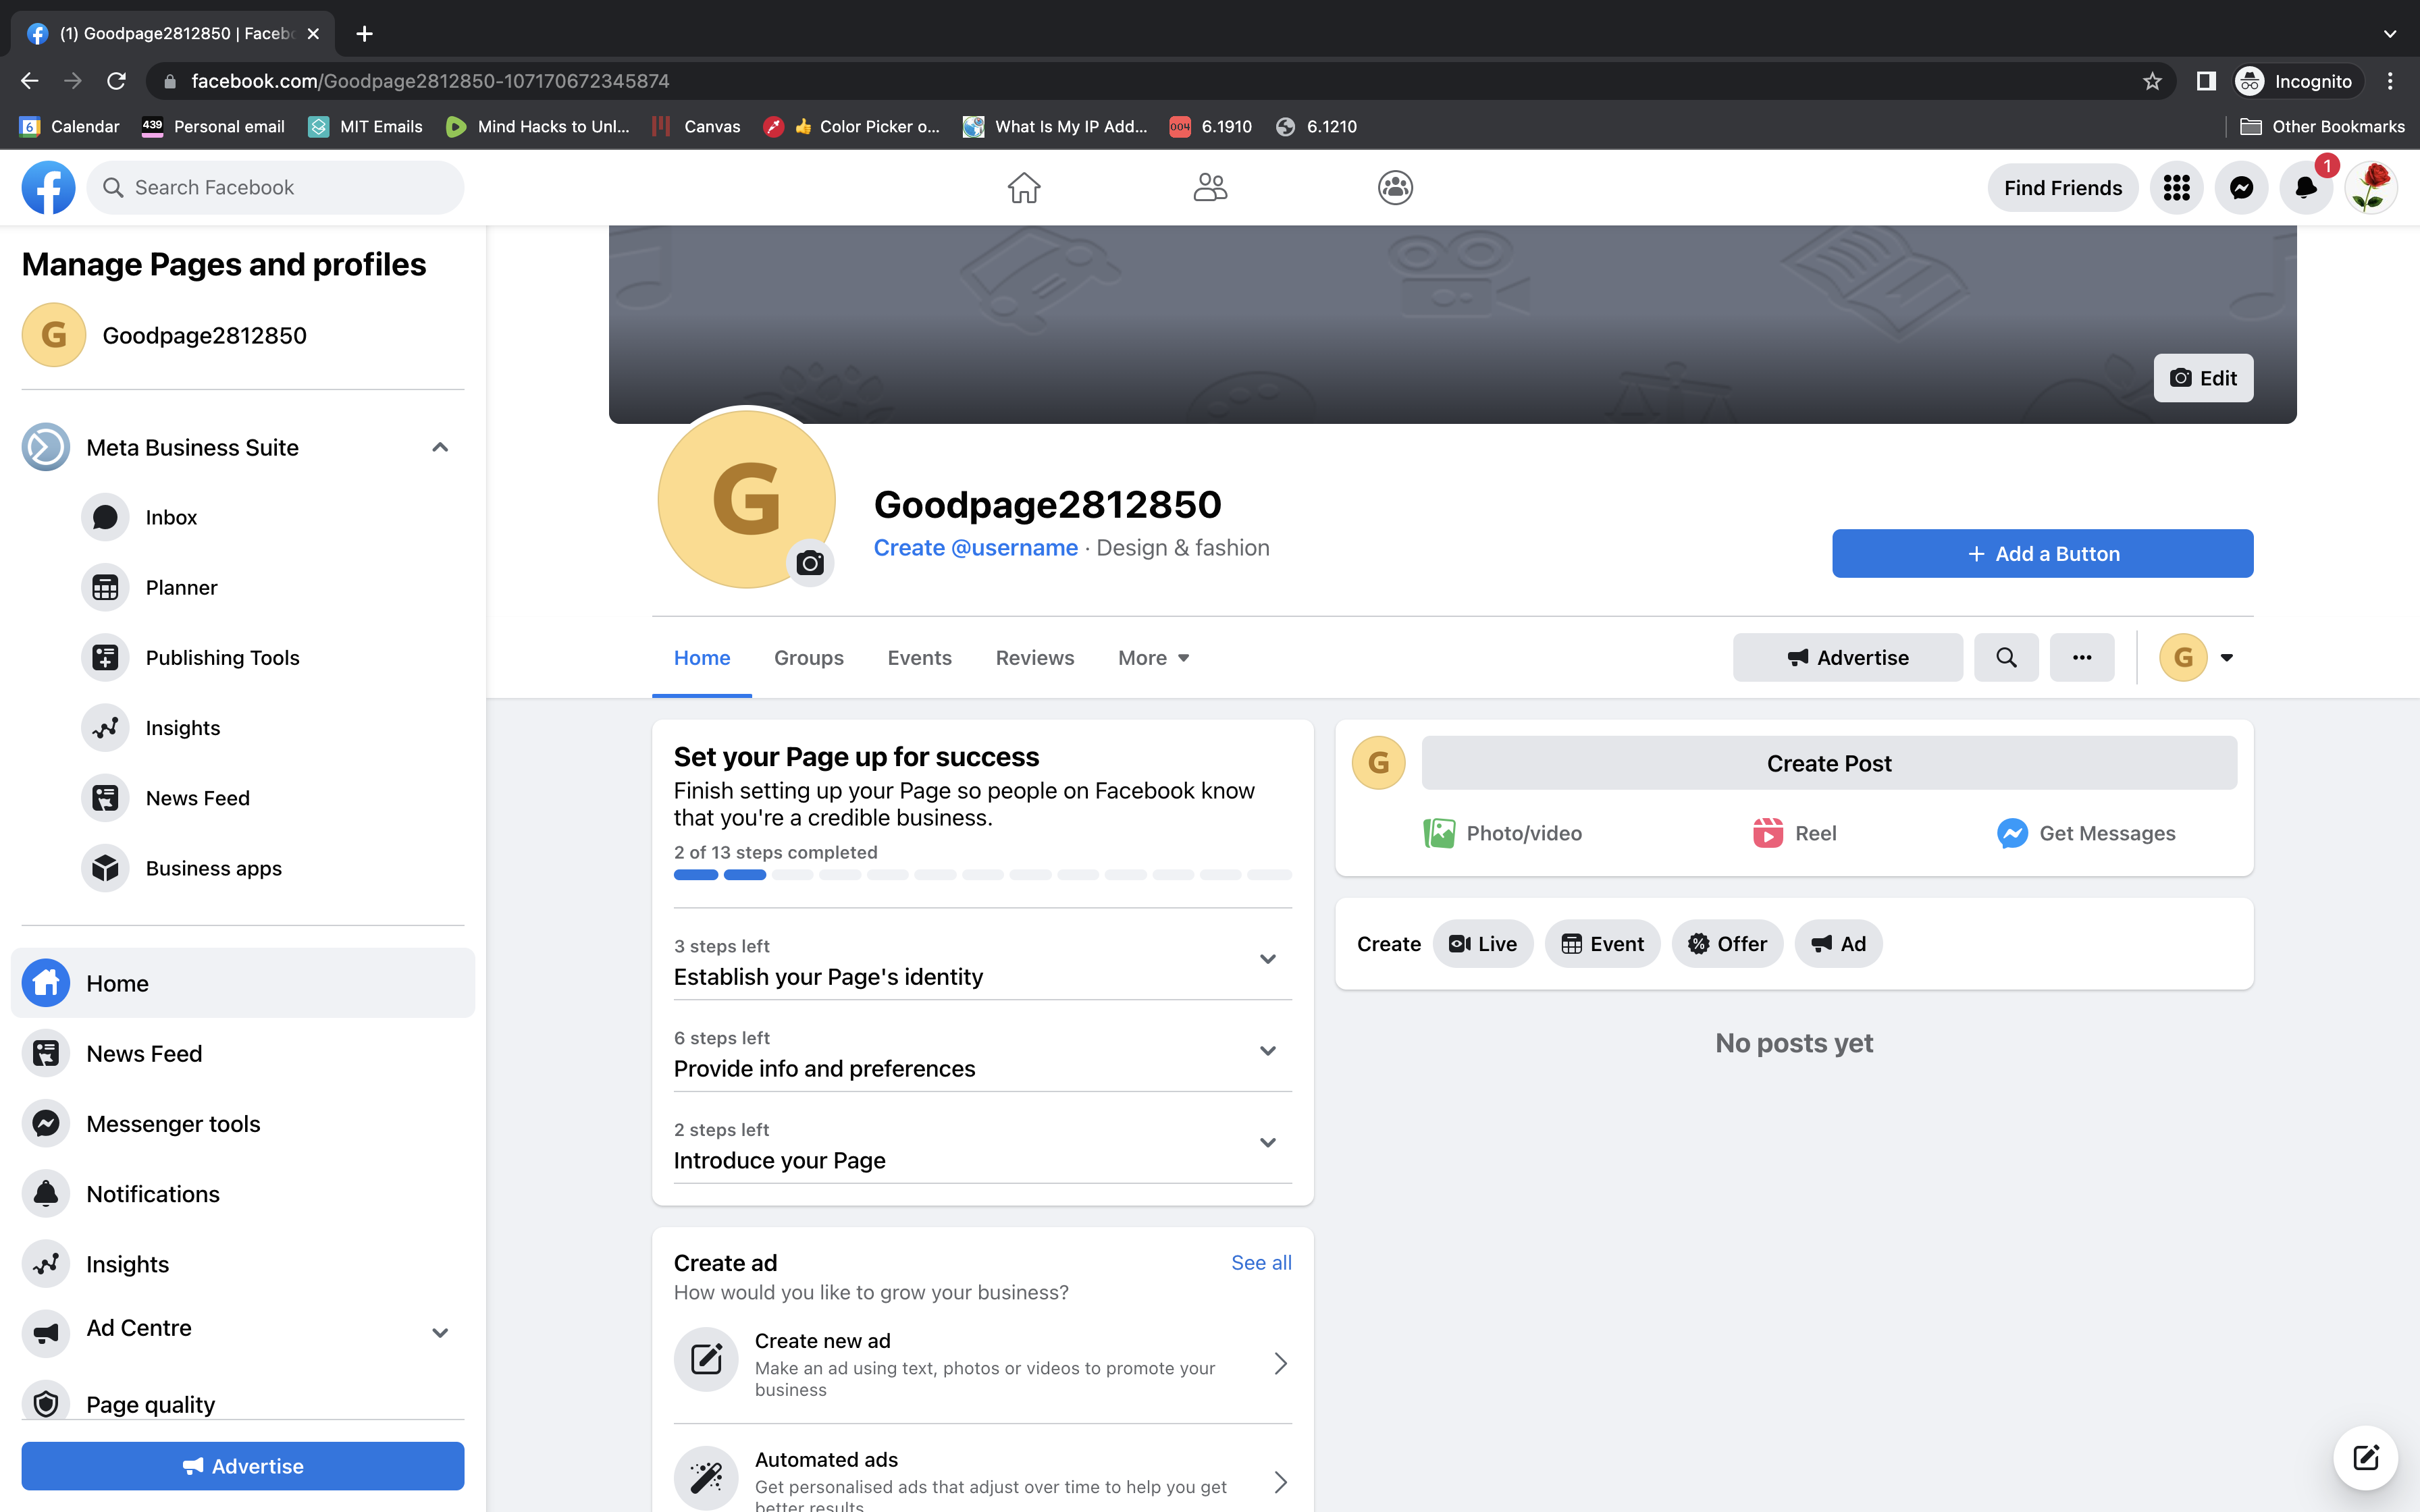 (1) Goodpage2812850 | Facebo
facebook.com/Goodpage2812850-107170672345874
Incognito
6 Calendar
439 Personal email
MIT Emails
Mind Hacks to Unl...
Canvas
Color Picker o...
What Is My IP Add...
004 6.1910
6.1210
Other Bookmarks
Search Facebook
Find Friends
1
Manage Pages and profiles
G Goodpage2812850
Meta Business Suite
Inbox
Planner
Publishing Tools
Insights
News Feed
Business apps
Home
News Feed
Messenger tools
Notifications
Insights
Ad Centre
Page quality
Advertise
Edit
G
Goodpage2812850
Create @username · Design & fashion
+ Add a Button
Home
Groups
Events
Reviews
More
Advertise
G
Set your Page up for success
Finish setting up your Page so people on Facebook know
that you're a credible business.
2 of 13 steps completed
3 steps left
Establish your Page's identity
6 steps left
Provide info and preferences
2 steps left
Introduce your Page
Create ad
See all
How would you like to grow your business?
Create new ad
Make an ad using text, photos or videos to promote your
business
Automated ads
Get personalised ads that adjust over time to help you get
better results
G
Create Post
Photo/video
Reel
Get Messages
Create
Live
Event
Offer
Ad
No posts yet